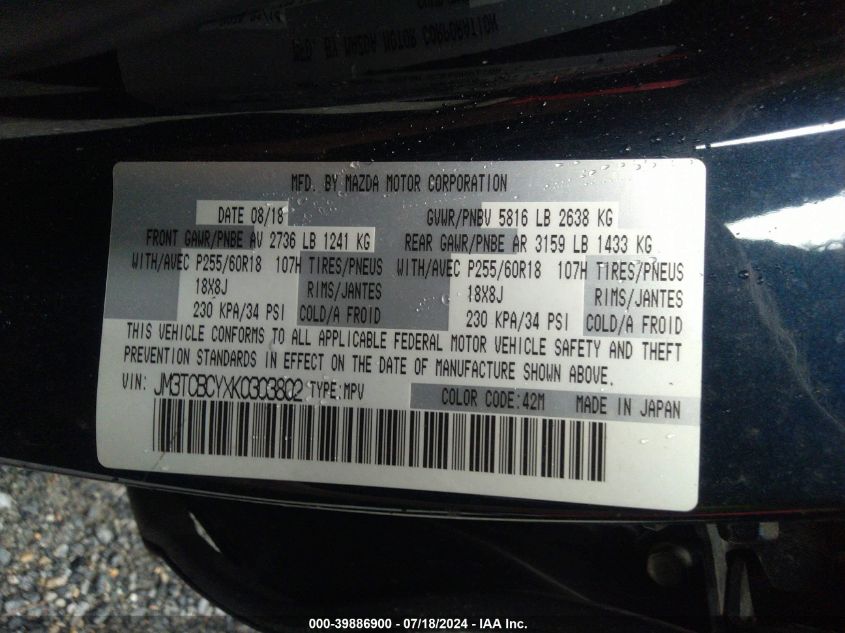 MFD. BY MAZDA MOTOR CORPORATION
DATE 08/18 GVWR/PNBV 5816 LB 2638 KG
FRONT GAWR/PNBE AV 2736 LB 1241 KG REAR GAWR/PNBE AR 3159 LB 1433 KG
WITH/AVEC P255/60R18 107H TIRES/PNEUS WITH/AVEC P255/60R18 107H TIRES/PNEUS
18X8J RIMS/JANTES 18X8J RIMS/JANTES
230 KPA/34 PSI COLD/A FROID 230 KPA/34 PSI COLD/A FROID
THIS VEHICLE CONFORMS TO ALL APPLICABLE FEDERAL MOTOR VEHICLE SAFETY AND THEFT
PREVENTION STANDARDS IN EFFECT ON THE DATE OF MANUFACTURE SHOWN ABOVE.
VIN: JM3TCBCYXK0303802 TYPE:MPV COLOR CODE:42M MADE IN JAPAN
000-39886900 - 07/18/2024 - IAA Inc.